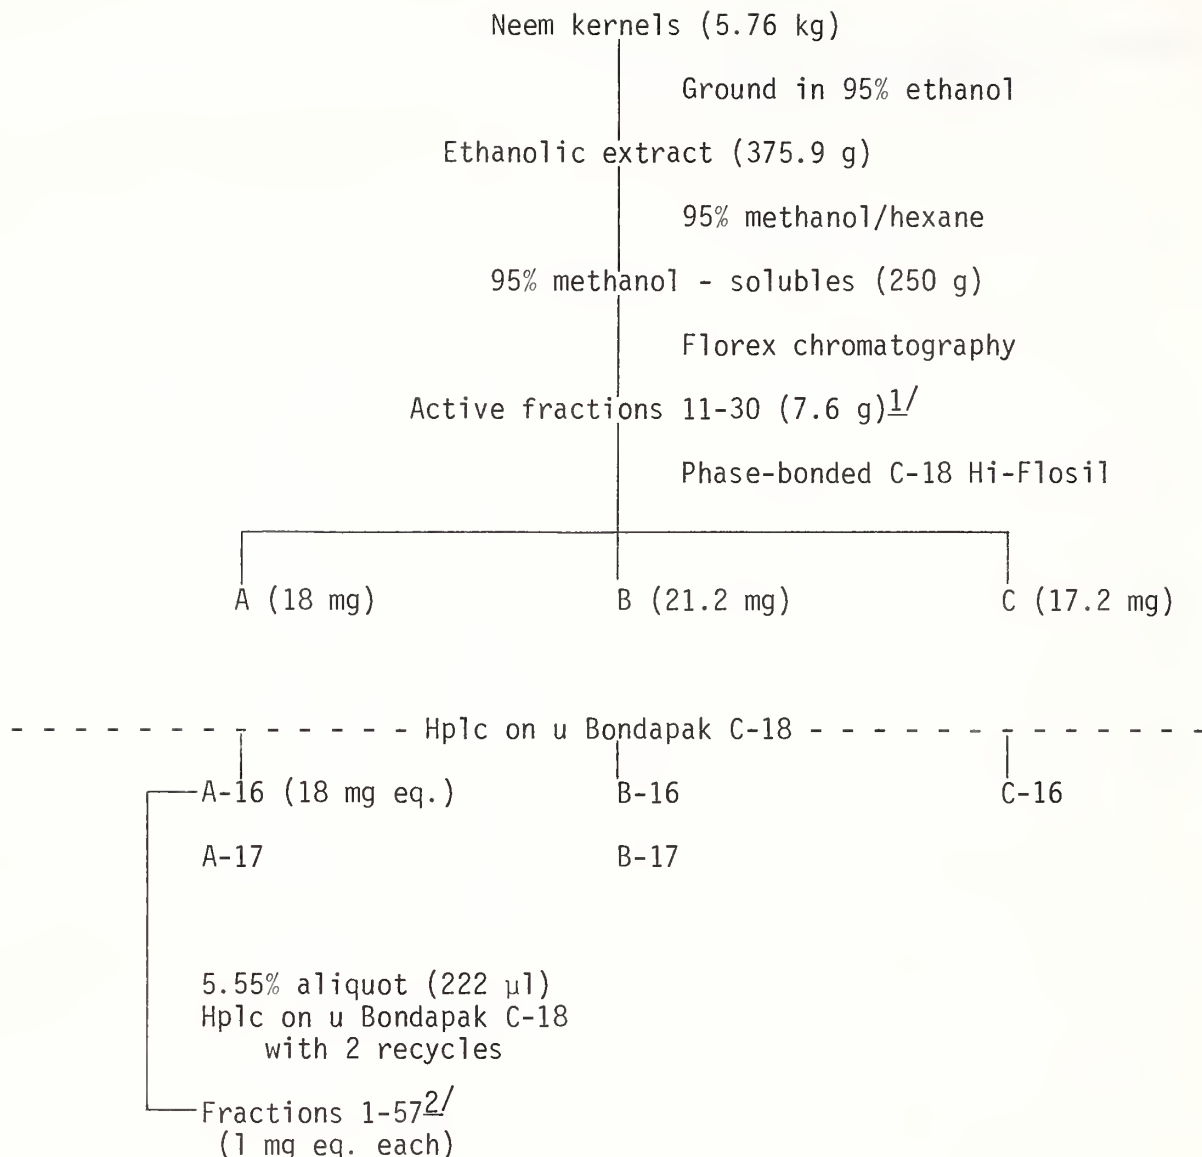 Neem kernels (5.76 kg)
Ground in 95% ethanol
Ethanolic extract (375.9 g)
95% methanol/hexane
95% methanol - solubles (250 g)
Florex chromatography
Active fractions 11-30 (7.6 g)1/
Phase-bonded C-18 Hi-Flosil
A (18 mg) B (21.2 mg) C (17.2 mg)
Hplc on u Bondapak C-18
A-16 (18 mg eq.) B-16 C-16
A-17 B-17
5.55% aliquot (222 µl)
Hplc on u Bondapak C-18
with 2 recycles
Fractions 1-572/
(1 mg eq. each)